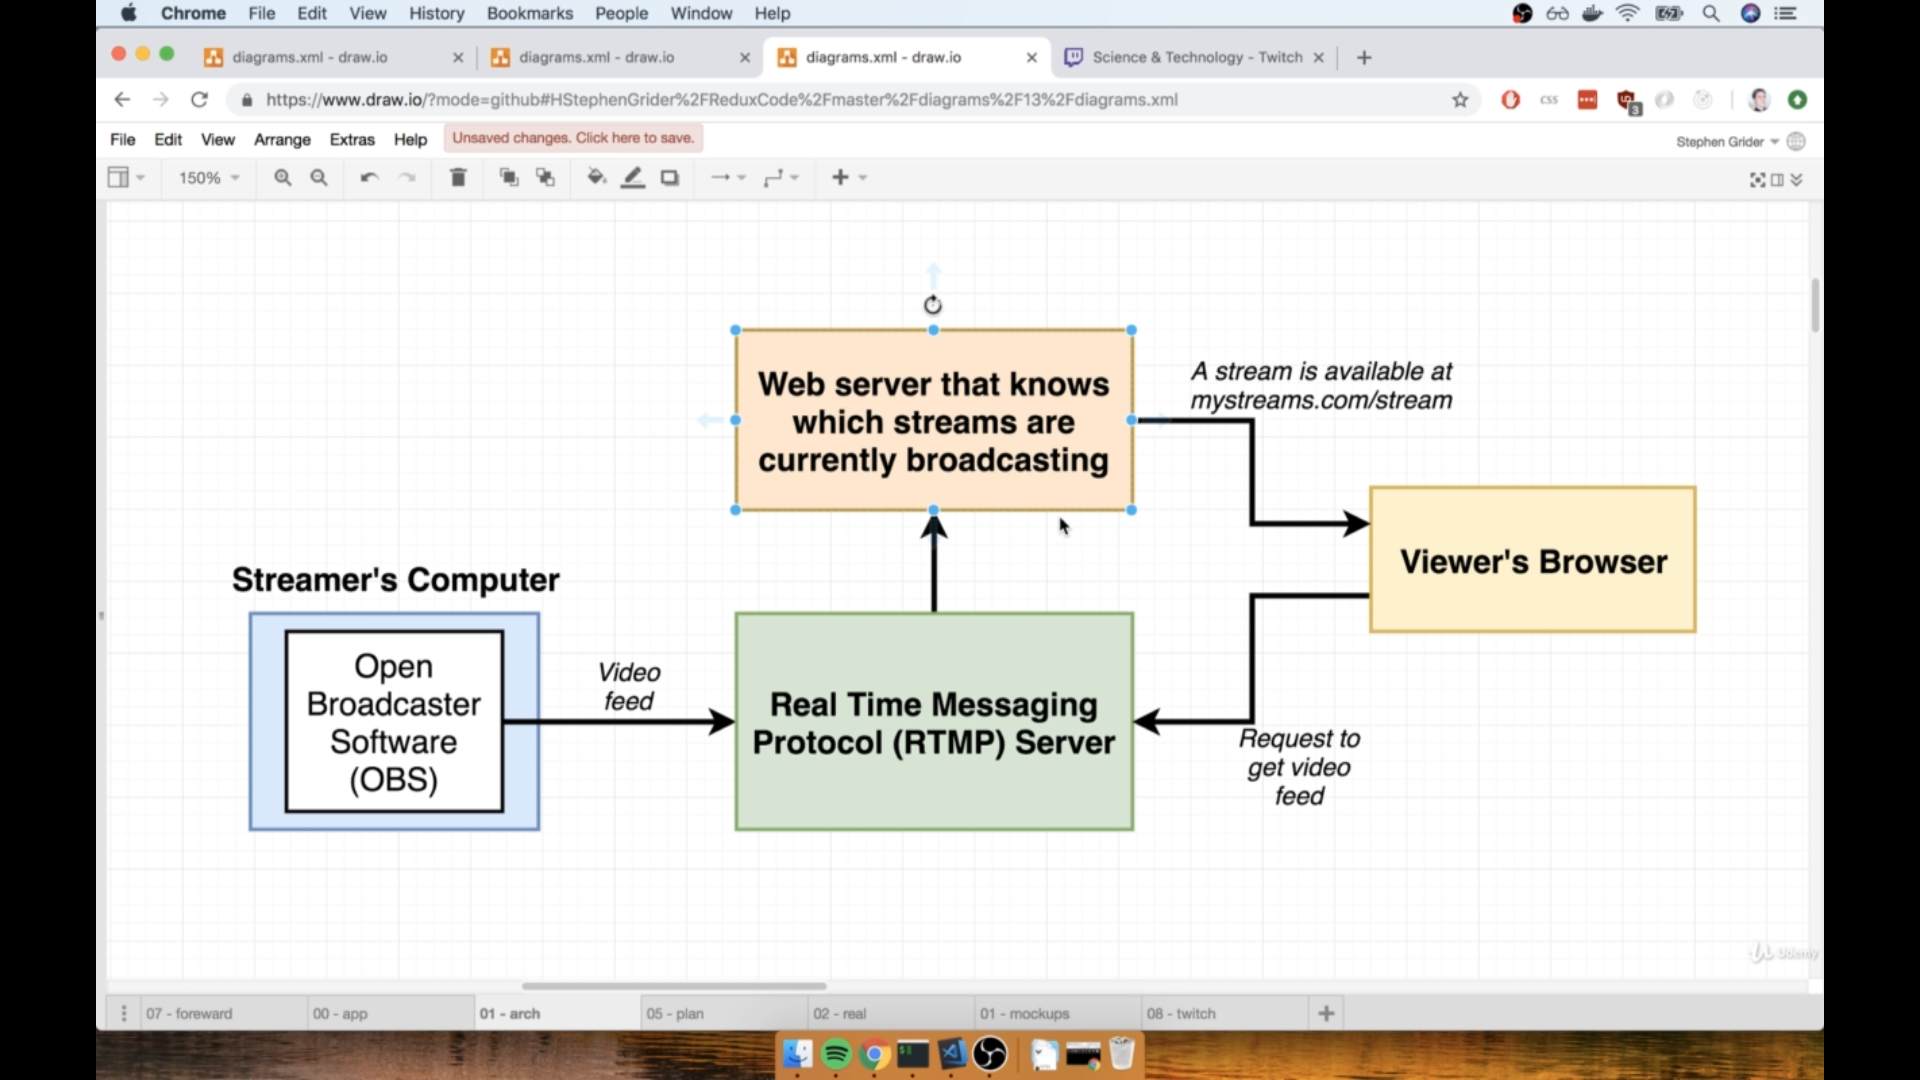 Chrome File Edit View History Bookmarks People Window Help
diagrams.xml - draw.io
diagrams.xml - draw.io
diagrams.xml - draw.io
Science & Technology - Twitch
https://www.draw.io/?mode=github#HStephenGrider%2FReduxCode%2Fmaster%2Fdiagrams%2F13%2Fdiagrams.xml
CSS
3
File Edit View Arrange Extras Help Unsaved changes. Click here to save.
Stephen Grider
150%
Web server that knows
which streams are
currently broadcasting
A stream is available at
mystreams.com/stream
Viewer's Browser
Streamer's Computer
Open
Broadcaster
Software
(OBS)
Video
feed
Real Time Messaging
Protocol (RTMP) Server
Request to
get video
feed
Udemy
07 - foreward
00 - app
01 - arch
05 - plan
02 - real
01 - mockups
08 - twitch